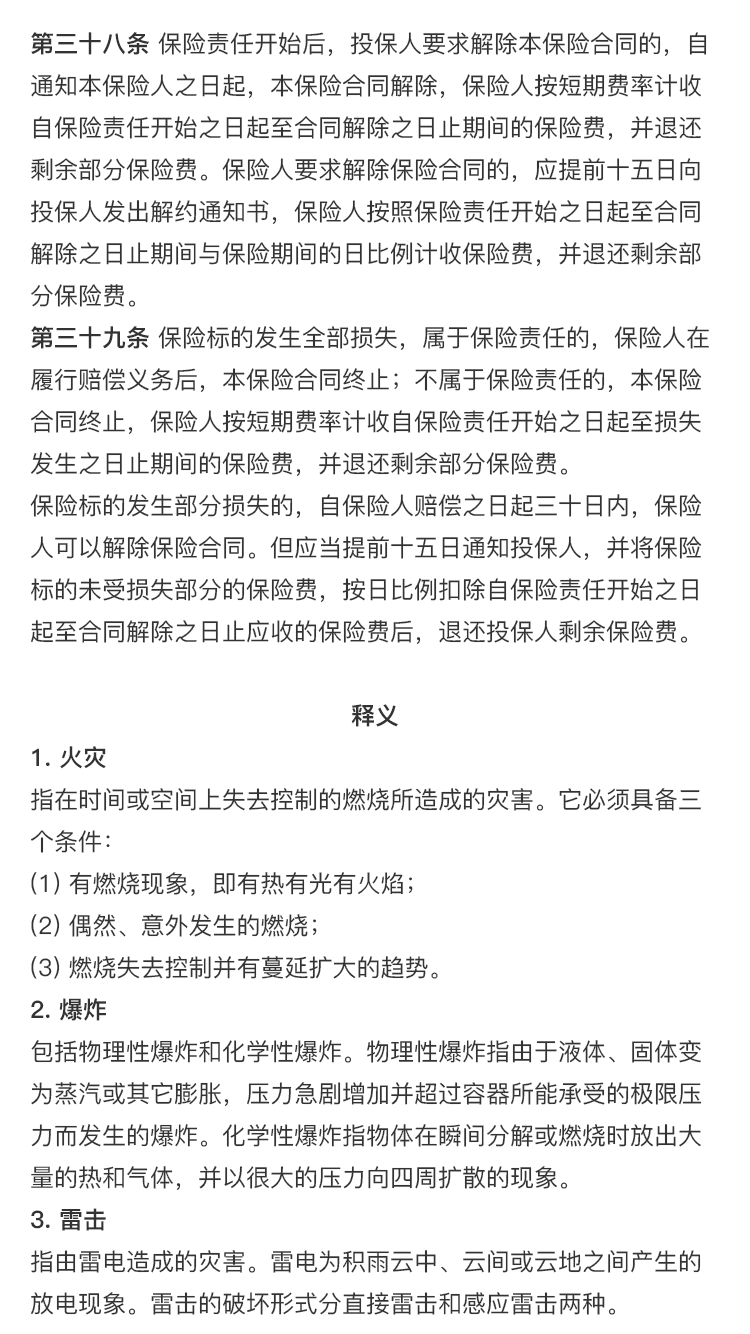 第三十八条 保险责任开始后，投保人要求解除本保险合同的，自
通知本保险人之日起，本保险合同解除，保险人按短期费率计收
自保险责任开始之日起至合同解除之日止期间的保险费，并退还
剩余部分保险费。保险人要求解除保险合同的，应提前十五日向
投保人发出解约通知书，保险人按照保险责任开始之日起至合同
解除之日止期间与保险期间的日比例计收保险费，并退还剩余部
分保险费。
第三十九条 保险标的发生全部损失，属于保险责任的，保险人在
履行赔偿义务后，本保险合同终止；不属于保险责任的，本保险
合同终止，保险人按短期费率计收自保险责任开始之日起至损失
发生之日止期间的保险费，并退还剩余部分保险费。
保险标的发生部分损失的，自保险人赔偿之日起三十日内，保险
人可以解除保险合同。但应当提前十五日通知投保人，并将保险
标的未受损失部分的保险费，按日比例扣除自保险责任开始之日
起至合同解除之日止应收的保险费后，退还投保人剩余保险费。
释义
1. 火灾
指在时间或空间上失去控制的燃烧所造成的灾害。它必须具备三
个条件：
(1) 有燃烧现象，即有热有光有火焰；
(2) 偶然、意外发生的燃烧；
(3) 燃烧失去控制并有蔓延扩大的趋势。
2. 爆炸
包括物理性爆炸和化学性爆炸。物理性爆炸指由于液体、固体变
为蒸汽或其它膨胀，压力急剧增加并超过容器所能承受的极限压
力而发生的爆炸。化学性爆炸指物体在瞬间分解或燃烧时放出大
量的热和气体，并以很大的压力向四周扩散的现象。
3. 雷击
指由雷电造成的灾害。雷电为积雨云中、云间或云地之间产生的
放电现象。雷击的破坏形式分直接雷击和感应雷击两种。